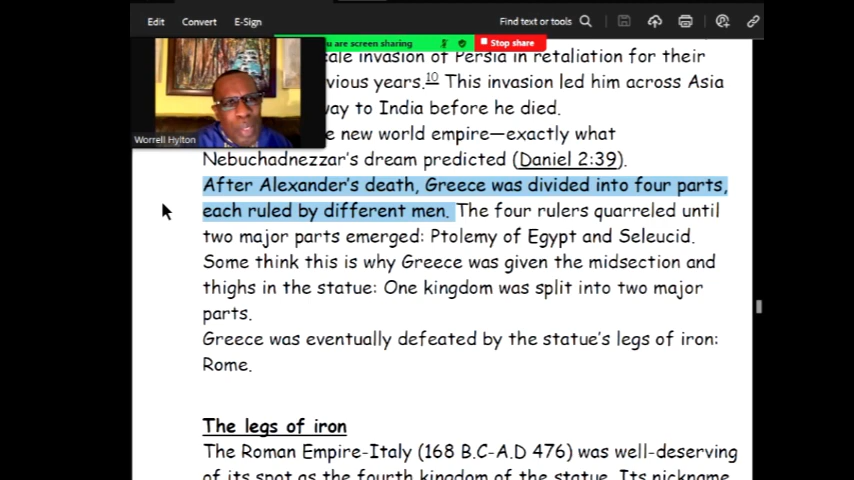 Edit Convert E-Sign Find text or tools
are screen sharing Stop share
Worrell Hylton
cale invasion of Persia in retaliation for their
vious years.10 This invasion led him across Asia
way to India before he died.
e new world empire—exactly what
Nebuchadnezzar's dream predicted (Daniel 2:39).
After Alexander's death, Greece was divided into four parts,
each ruled by different men. The four rulers quarreled until
two major parts emerged: Ptolemy of Egypt and Seleucid.
Some think this is why Greece was given the midsection and
thighs in the statue: One kingdom was split into two major
parts.
Greece was eventually defeated by the statue's legs of iron:
Rome.
The legs of iron
The Roman Empire-Italy (168 B.C-A.D 476) was well-deserving
of its spot as the fourth kingdom of the statue. Its nickname